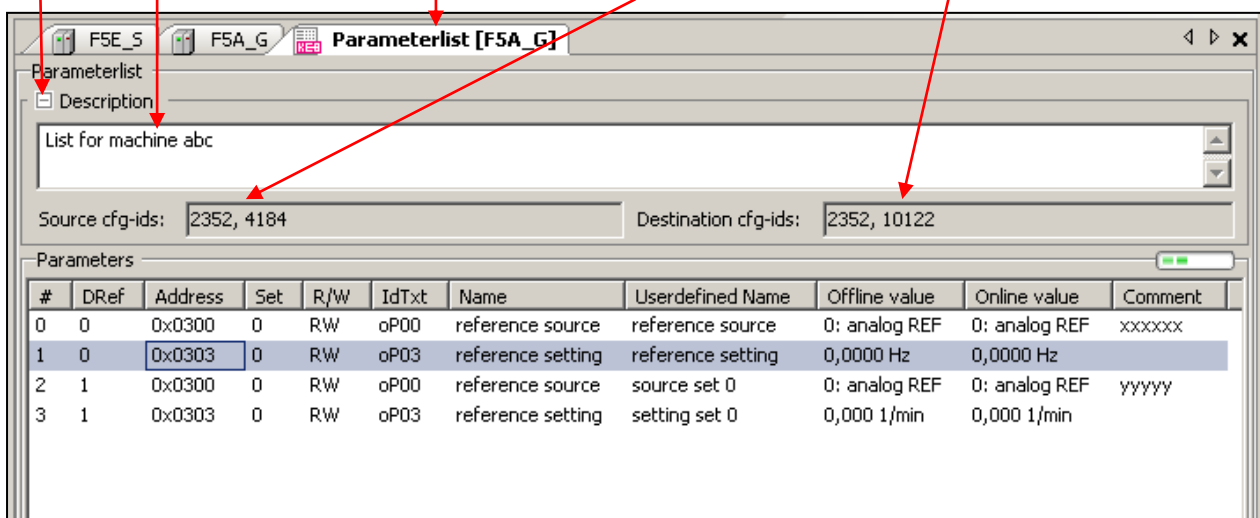 F5E_S F5A_G KEB Parameterlist [F5A_G]
Parameterlist
Description
List for machine abc
Source cfg-ids: 2352, 4184 Destination cfg-ids: 2352, 10122
Parameters
# DRef Address Set R/W IdTxt Name Userdefined Name Offline value Online value Comment
0 0 0x0300 0 RW oP00 reference source reference source 0: analog REF 0: analog REF xxxxxx
1 0 0x0303 0 RW oP03 reference setting reference setting 0,0000 Hz 0,0000 Hz
2 1 0x0300 0 RW oP00 reference source source set 0 0: analog REF 0: analog REF yyyyy
3 1 0x0303 0 RW oP03 reference setting setting set 0 0,000 1/min 0,000 1/min